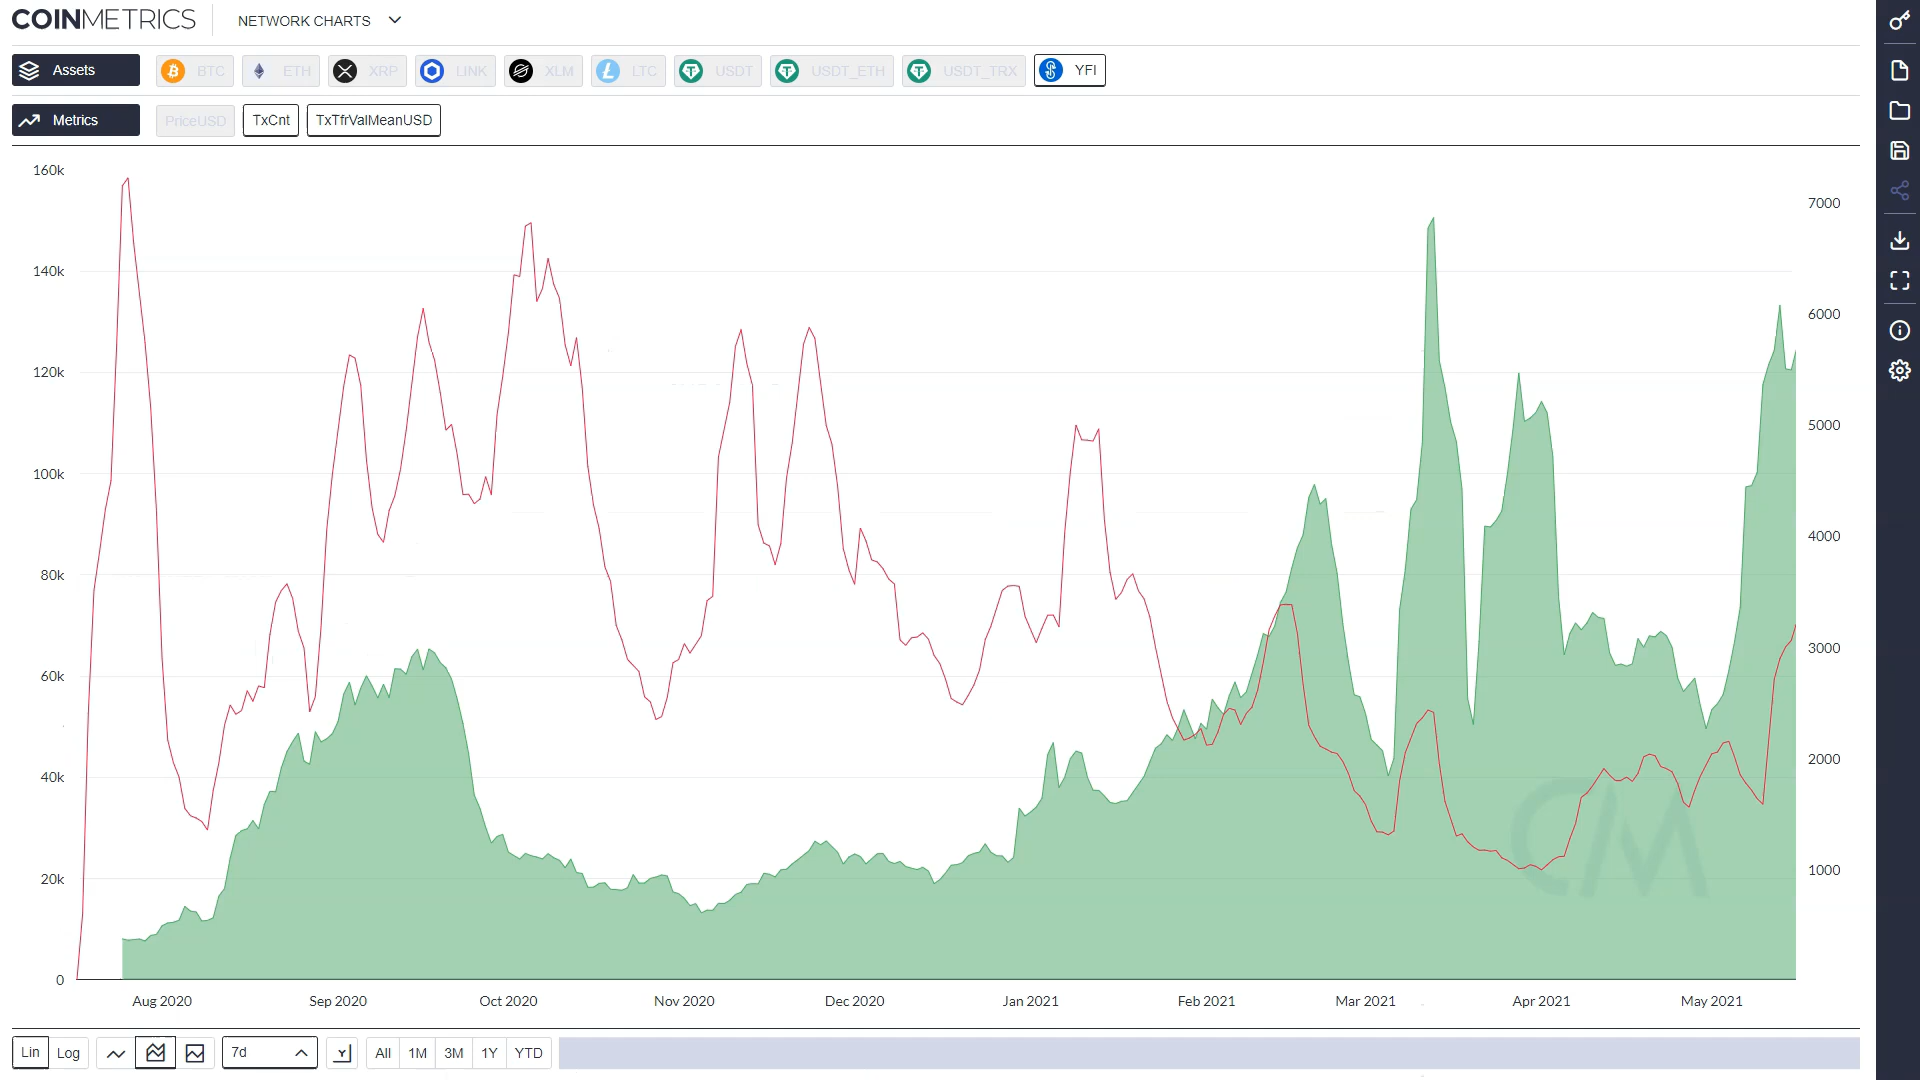 COINMETRICS NETWORK CHARTS
Assets BTC ETH XRP LINK XLM LTC USDT USDT_ETH USDT_TRX YFI
Metrics PriceUSD TxCnt TxTfrValMeanUSD
160k
7000
140k
6000
120k
5000
100k
4000
80k
3000
60k
2000
40k
1000
20k
0
Aug 2020 Sep 2020 Oct 2020 Nov 2020 Dec 2020 Jan 2021 Feb 2021 Mar 2021 Apr 2021 May 2021
CM
Lin Log 7d Y All 1M 3M 1Y YTD